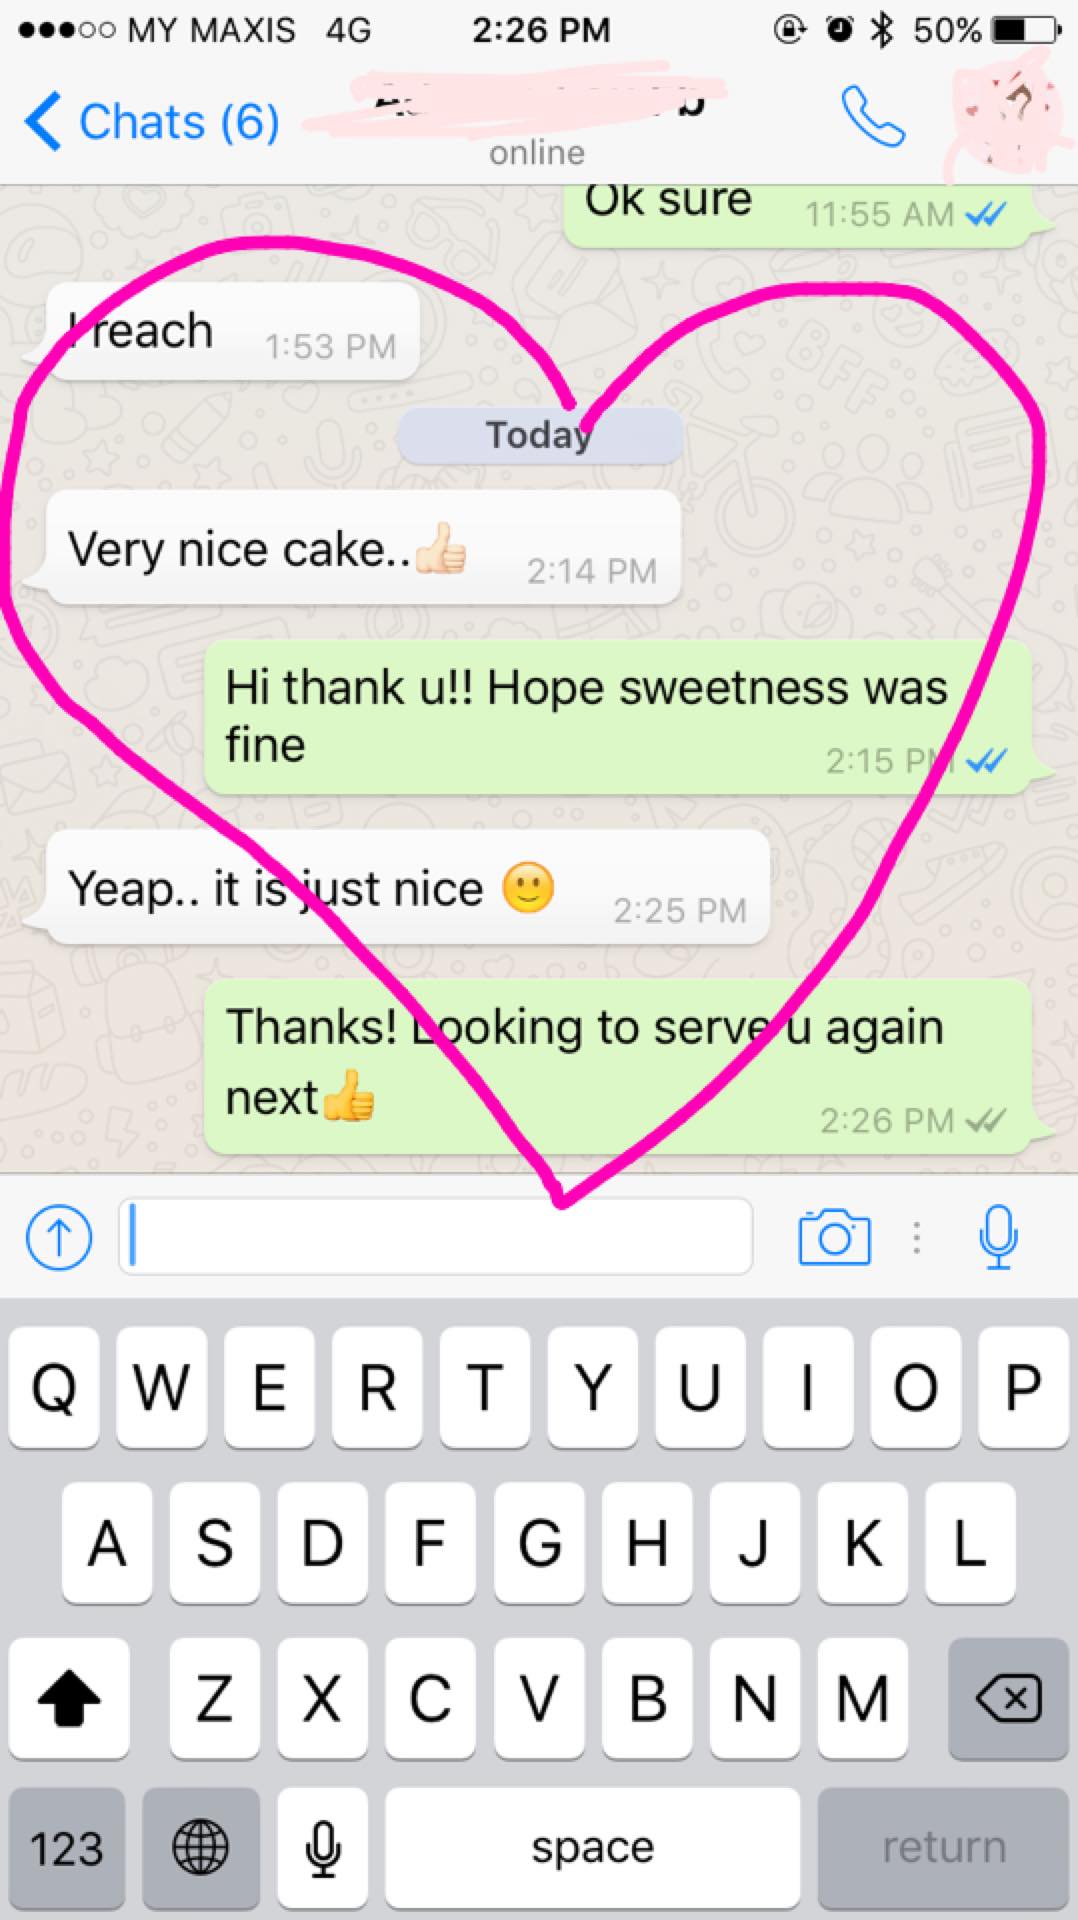 MY MAXIS 4G 2:26 PM 50%
Chats (6)
online
Ok sure 11:55 AM
I reach 1:53 PM
Today
Very nice cake..👍🏻 2:14 PM
Hi thank u!! Hope sweetness was
fine 2:15 PM
Yeap.. it is just nice 🙂 2:25 PM
Thanks! Looking to serve u again
next👍 2:26 PM
Q W E R T Y U I O P
A S D F G H J K L
Z X C V B N M
123 space return